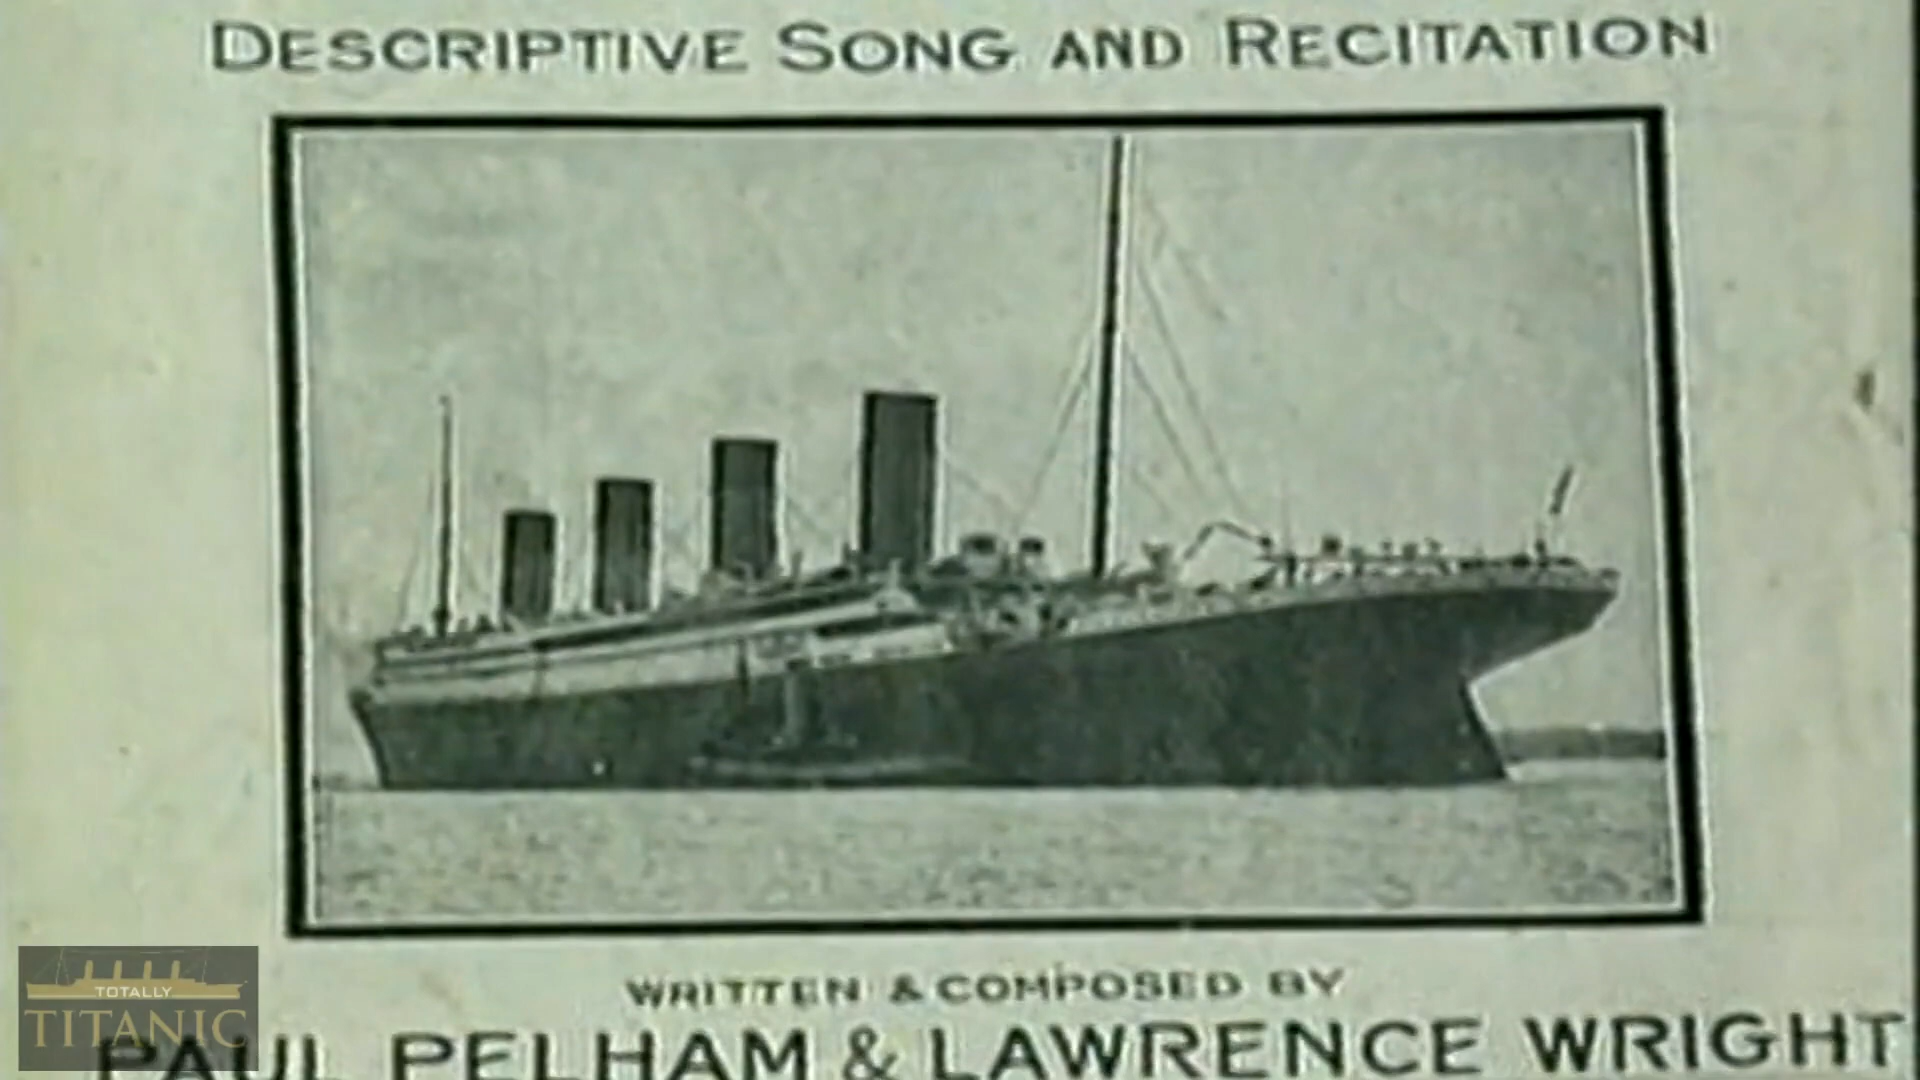 DESCRIPTIVE SONG AND RECITATION
WRITTEN & COMPOSED BY
PAUL PELHAM & LAWRENCE WRIGHT
TOTALLY
TITANIC